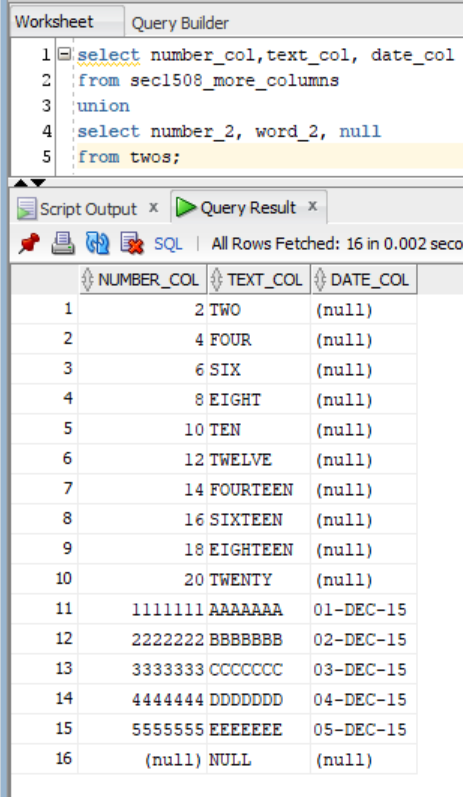 Worksheet Query Builder
1 select number_col,text_col, date_col
2 from sec1508_more_columns
3 union
4 select number_2, word_2, null
5 from twos;
Script Output x Query Result x
SQL | All Rows Fetched: 16 in 0.002 seco
NUMBER_COL TEXT_COL DATE_COL
1 2 TWO (null)
2 4 FOUR (null)
3 6 SIX (null)
4 8 EIGHT (null)
5 10 TEN (null)
6 12 TWELVE (null)
7 14 FOURTEEN (null)
8 16 SIXTEEN (null)
9 18 EIGHTEEN (null)
10 20 TWENTY (null)
11 1111111 AAAAAAA 01-DEC-15
12 2222222 BBBBBBB 02-DEC-15
13 3333333 CCCCCCC 03-DEC-15
14 4444444 DDDDDDD 04-DEC-15
15 5555555 EEEEEEE 05-DEC-15
16 (null) NULL (null)